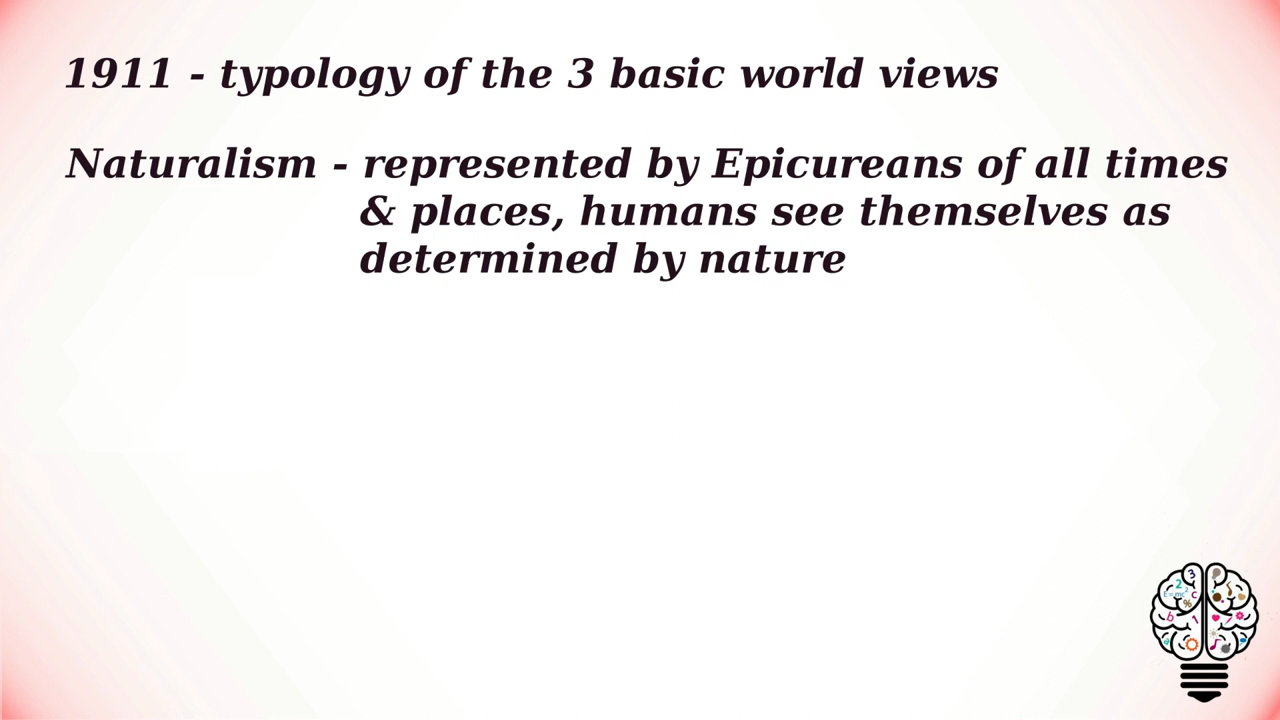 1911 - typology of the 3 basic world views
Naturalism - represented by Epicureans of all times
& places, humans see themselves as
determined by nature